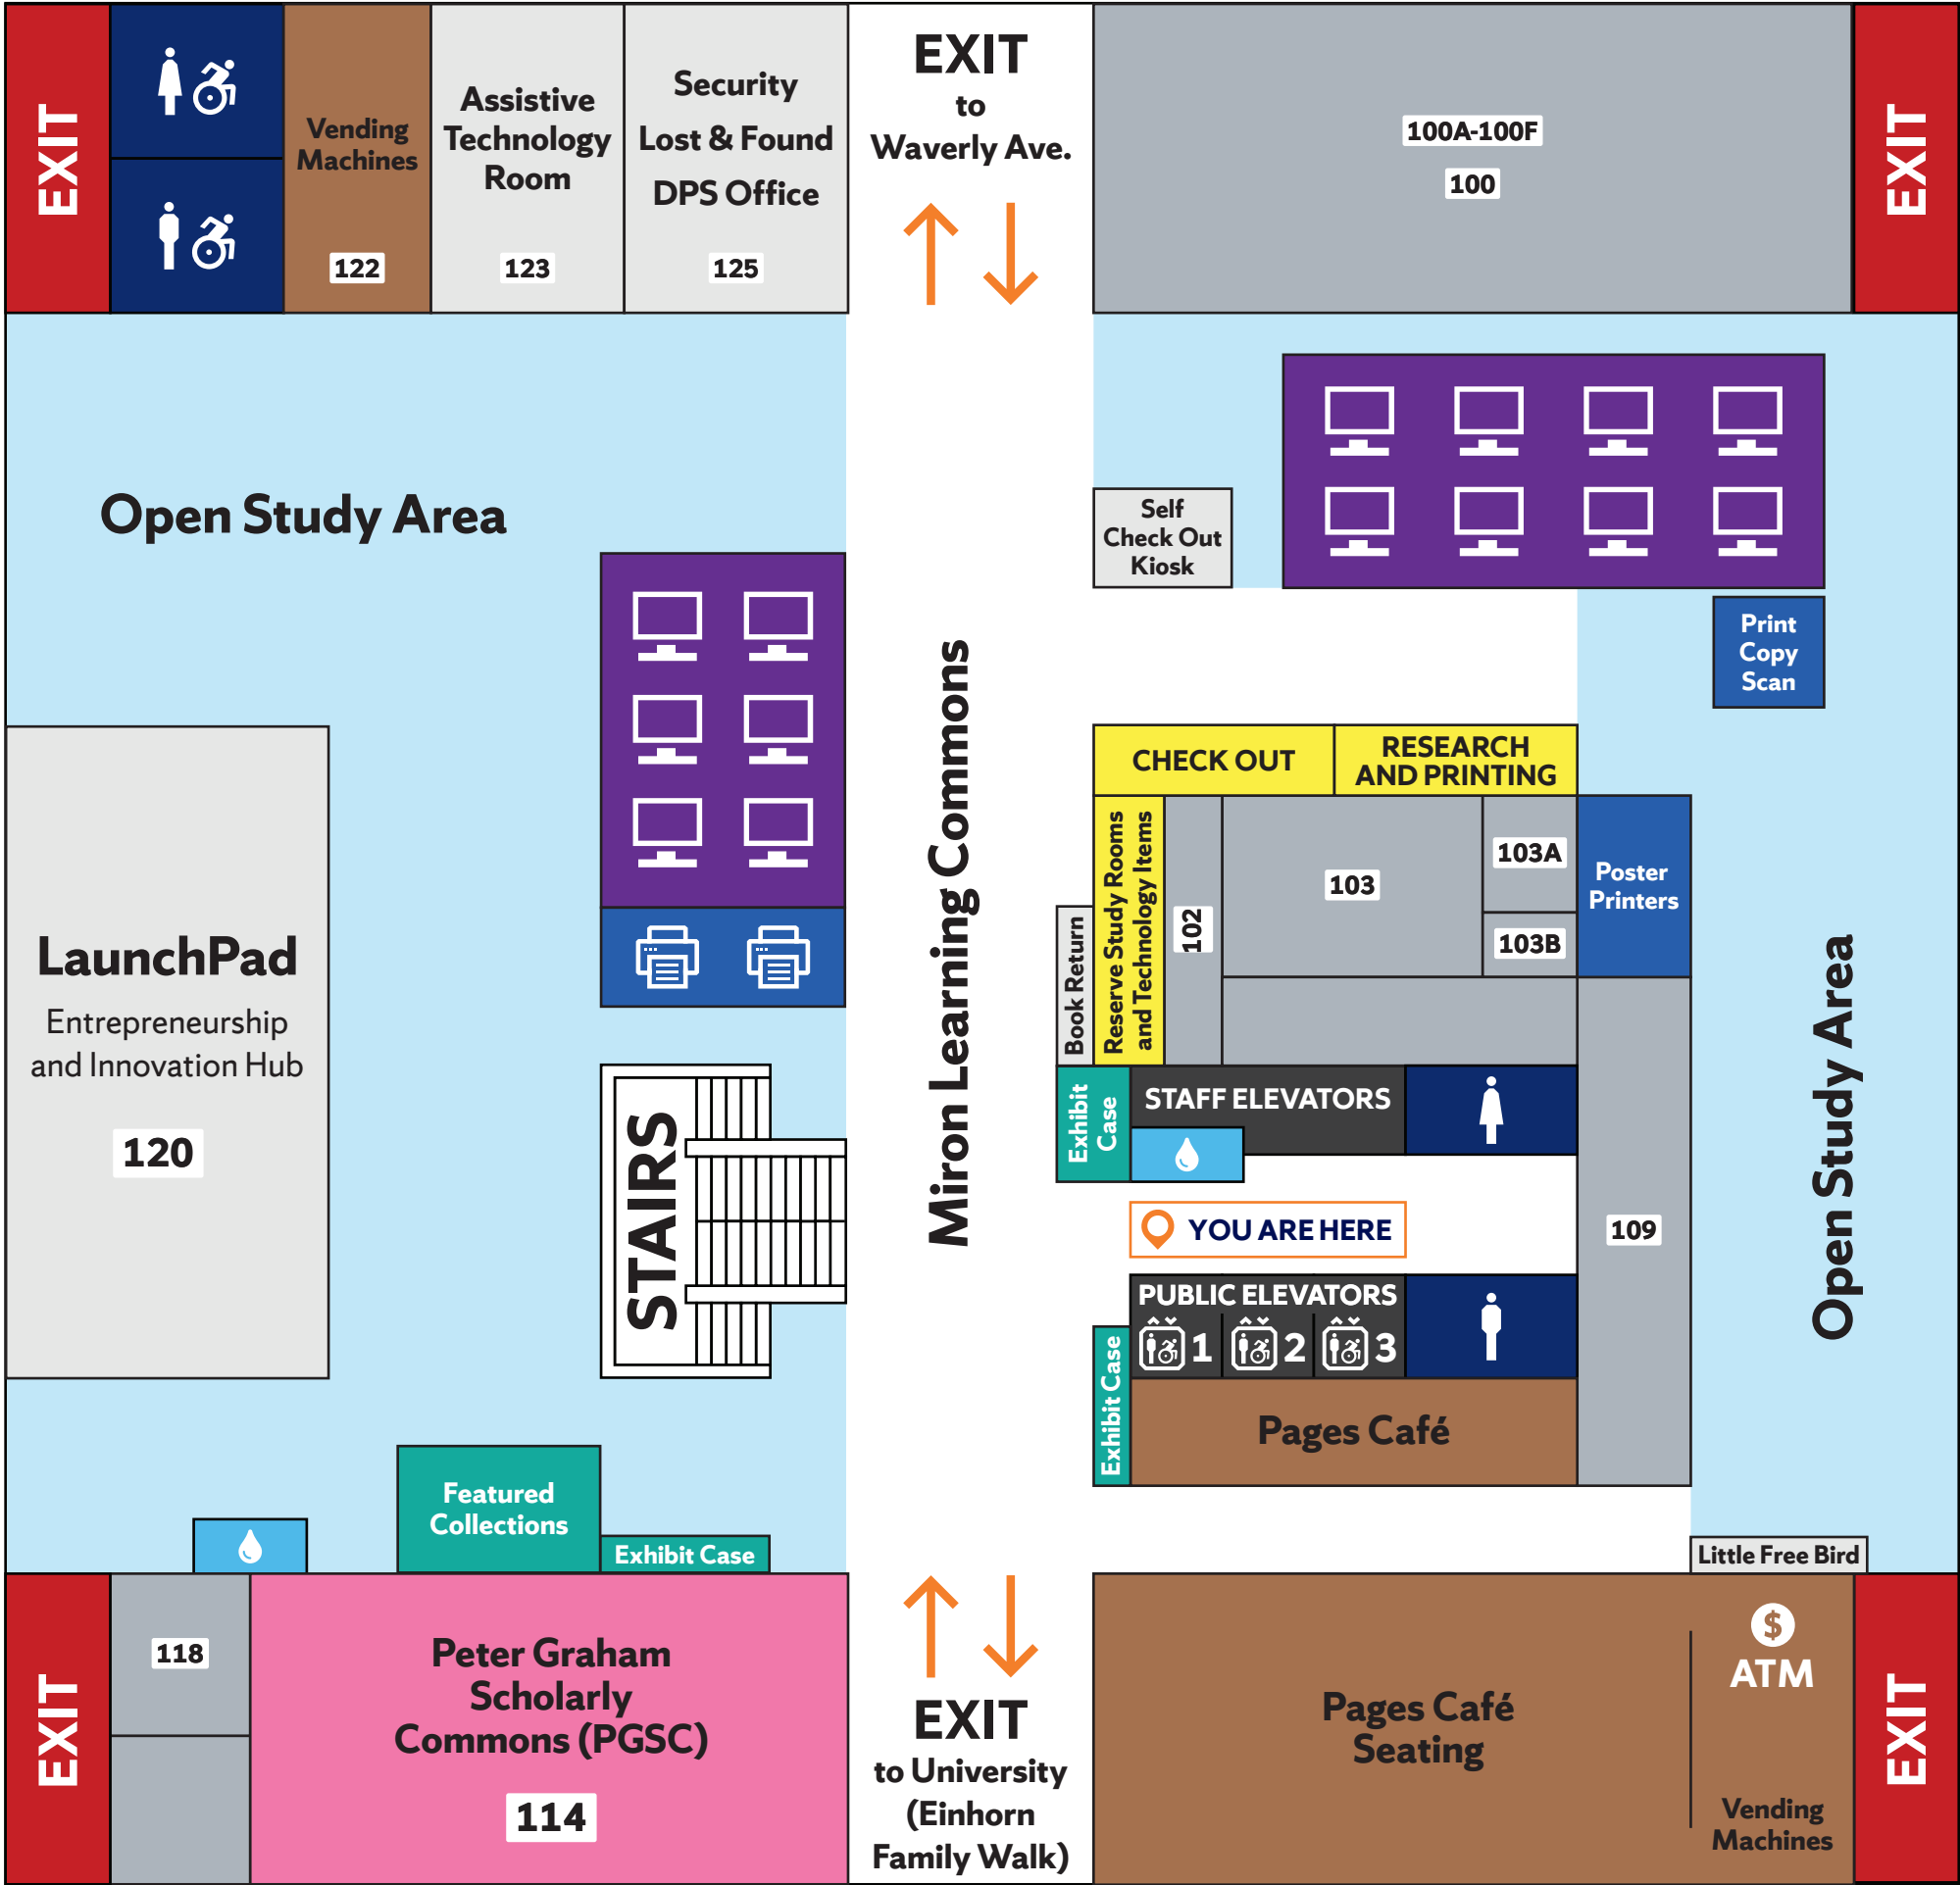 EXIT
Vending
Machines
122
Assistive
Technology
Room
123
Security
Lost & Found
DPS Office
125
EXIT
to
Waverly Ave.
100A-100F
100
EXIT
Open Study Area
Self
Check Out
Kiosk
Print
Copy
Scan
LaunchPad
Entrepreneurship
and Innovation Hub
120
STAIRS
Miron Learning Commons
CHECK OUT
RESEARCH
AND PRINTING
Book Return
Reserve Study Rooms
and Technology Items
102
103
103A
103B
Poster
Printers
Exhibit
Case
STAFF ELEVATORS
YOU ARE HERE
109
PUBLIC ELEVATORS
1
2
3
Exhibit Case
Pages Café
Open Study Area
Featured
Collections
Exhibit Case
Little Free Bird
EXIT
118
Peter Graham
Scholarly
Commons (PGSC)
114
EXIT
to University
(Einhorn
Family Walk)
Pages Café
Seating
$
ATM
Vending
Machines
EXIT